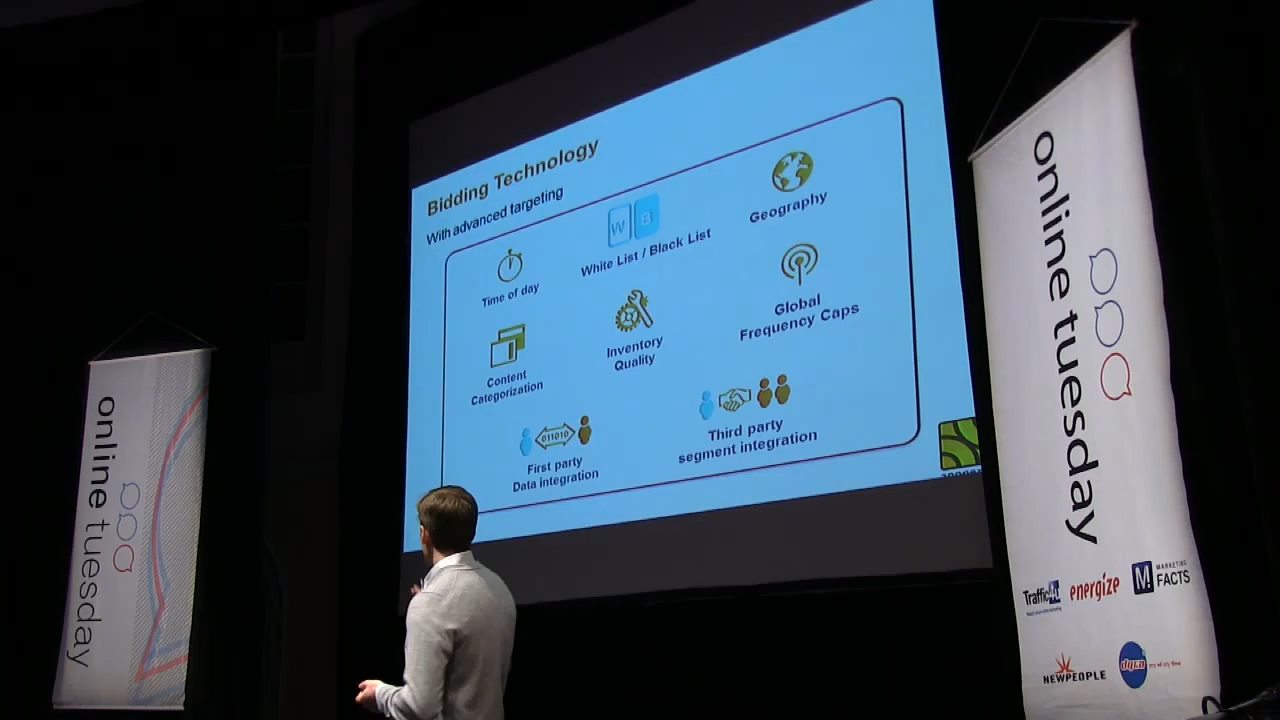 Bidding Technology
With advanced targeting
W B
White List / Black List
Geography
Time of day
Inventory
Quality
Global
Frequency Caps
Content
Categorization
011010
First party
Data integration
Third party
segment integration
online tuesday
online tuesday
Traffic4u
energize
M.
MARKETING
FACTS
NEWPEOPLE